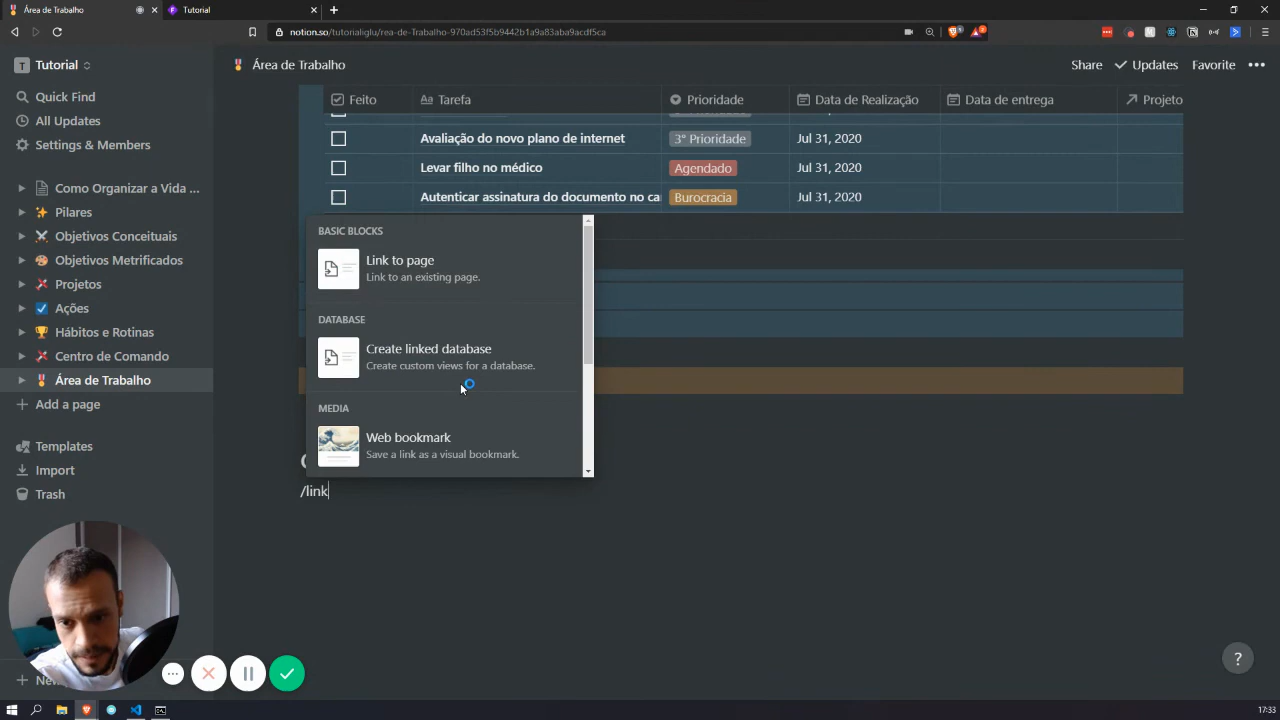 Área de Trabalho
Tutorial
notion.so/tutorialiglu/rea-de-Trabalho-970ad53f5b9442b1a9a83aba9acdf5ca
T Tutorial
Área de Trabalho
Share
Updates
Favorite
Quick Find
All Updates
Settings & Members
Como Organizar a Vida ...
Pilares
Objetivos Conceituais
Objetivos Metrificados
Projetos
Ações
Hábitos e Rotinas
Centro de Comando
Área de Trabalho
Add a page
Templates
Import
Trash
Feito
Aa Tarefa
Prioridade
Data de Realização
Data de entrega
Projeto
Avaliação do novo plano de internet
3° Prioridade
Jul 31, 2020
Levar filho no médico
Agendado
Jul 31, 2020
Autenticar assinatura do documento no ca
Burocracia
Jul 31, 2020
BASIC BLOCKS
Link to page
Link to an existing page.
DATABASE
Create linked database
Create custom views for a database.
MEDIA
Web bookmark
Save a link as a visual bookmark.
/link
?
17:33